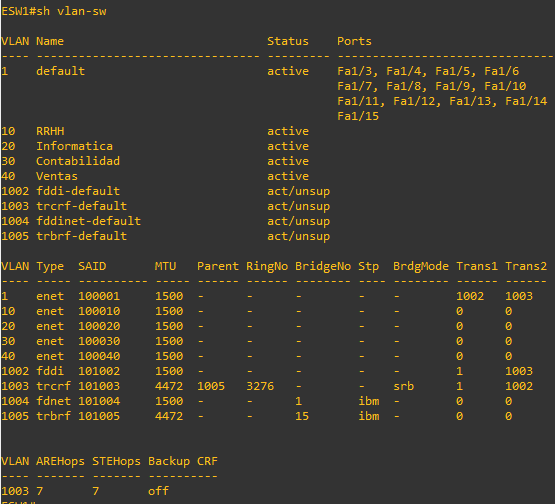 ESW1#sh vlan-sw
VLAN Name                             Status    Ports
---- -------------------------------- --------- -------------------------------
1    default                          active    Fa1/3, Fa1/4, Fa1/5, Fa1/6
                                                Fa1/7, Fa1/8, Fa1/9, Fa1/10
                                                Fa1/11, Fa1/12, Fa1/13, Fa1/14
                                                Fa1/15
10   RRHH                             active
20   Informatica                      active
30   Contabilidad                     active
40   Ventas                           active
1002 fddi-default                     act/unsup
1003 trcrf-default                    act/unsup
1004 fddinet-default                  act/unsup
1005 trbrf-default                    act/unsup
VLAN Type  SAID       MTU   Parent RingNo BridgeNo Stp  BrdgMode Trans1 Trans2
---- ----- ---------- ----- ------ ------ -------- ---- -------- ------ ------
1    enet  100001     1500  -      -      -        -    -        1002   1003
10   enet  100010     1500  -      -      -        -    -        0      0
20   enet  100020     1500  -      -      -        -    -        0      0
30   enet  100030     1500  -      -      -        -    -        0      0
40   enet  100040     1500  -      -      -        -    -        0      0
1002 fddi  101002     1500  -      -      -        -    -        1      1003
1003 trcrf 101003     4472  1005   3276   -        -    srb      1      1002
1004 fdnet 101004     1500  -      -      1        ibm  -        0      0
1005 trbrf 101005     4472  -      -      15       ibm  -        0      0
VLAN AREHops STEHops Backup CRF
---- ------- ------- ----------
1003 7       7       off
ESW1#